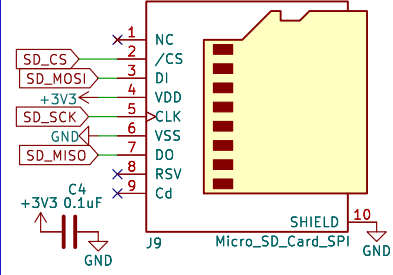 1 NC
SD_CS 2 /CS
SD_MOSI 3 DI
+3V3 4 VDD
SD_SCK 5 CLK
GND 6 VSS
SD_MISO 7 DO
8 RSV
9 Cd
C4
+3V3 0.1uF
SHIELD 10
J9 Micro_SD_Card_SPI
GND GND